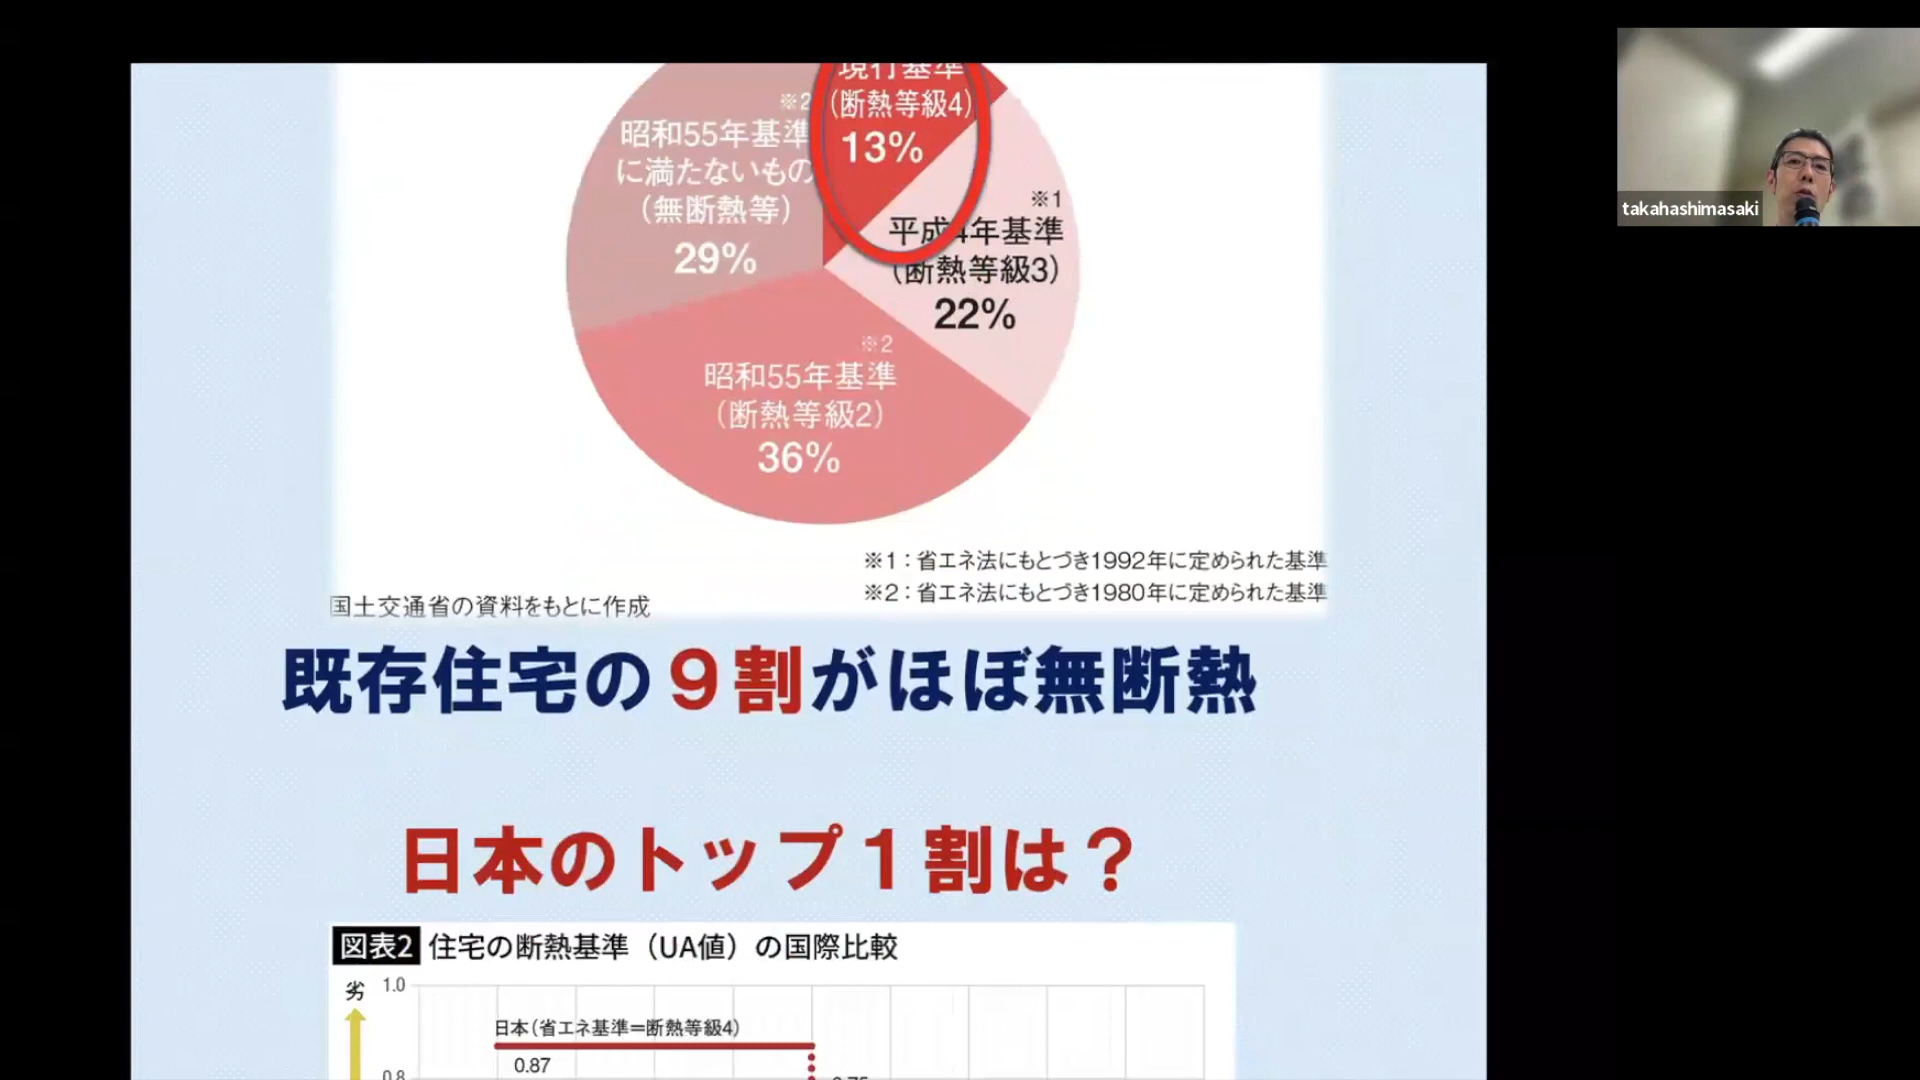 現行基準
（断熱等級4）
13%
※2
昭和55年基準
に満たないもの
（無断熱等）
29%
※1
平成4年基準
（断熱等級3）
22%
※2
昭和55年基準
（断熱等級2）
36%
※1：省エネ法にもとづき1992年に定められた基準
※2：省エネ法にもとづき1980年に定められた基準
国土交通省の資料をもとに作成
既存住宅の９割がほぼ無断熱
日本のトップ１割は？
図表2 住宅の断熱基準（UA値）の国際比較
劣 1.0
日本（省エネ基準＝断熱等級4）
0.87
0.8
takahashimasaki